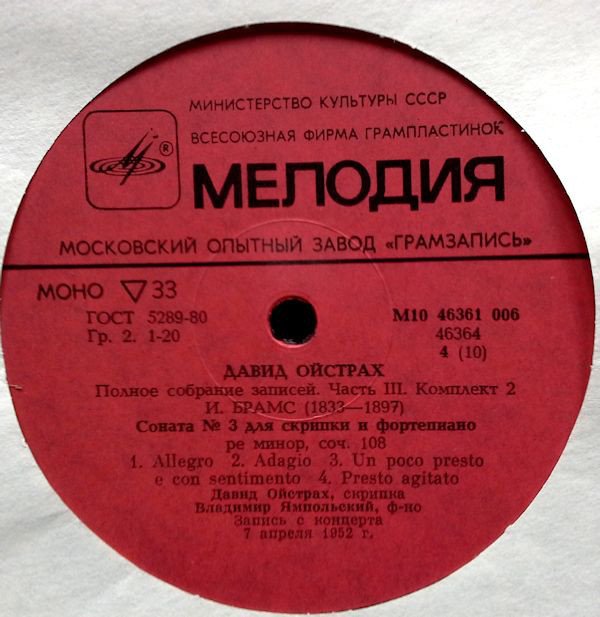 МИНИСТЕРСТВО КУЛЬТУРЫ СССР
ВСЕСОЮЗНАЯ ФИРМА ГРАМПЛАСТИНОК
®
МЕЛОДИЯ
МОСКОВСКИЙ ОПЫТНЫЙ ЗАВОД «ГРАМЗАПИСЬ»
МОНО ▽ 33
ГОСТ 5289-80
Гр. 2. 1-20
М10 46361 006
46364
4 (10)
ДАВИД ОЙСТРАХ
Полное собрание записей. Часть III. Комплект 2
И. БРАМС (1833—1897)
Соната № 3 для скрипки и фортепиано
ре минор, соч. 108
1. Allegro 2. Adagio 3. Un poco presto
e con sentimento 4. Presto agitato
Давид Ойстрах, скрипка
Владимир Ямпольский, ф-но
Запись с концерта
7 апреля 1952 г.